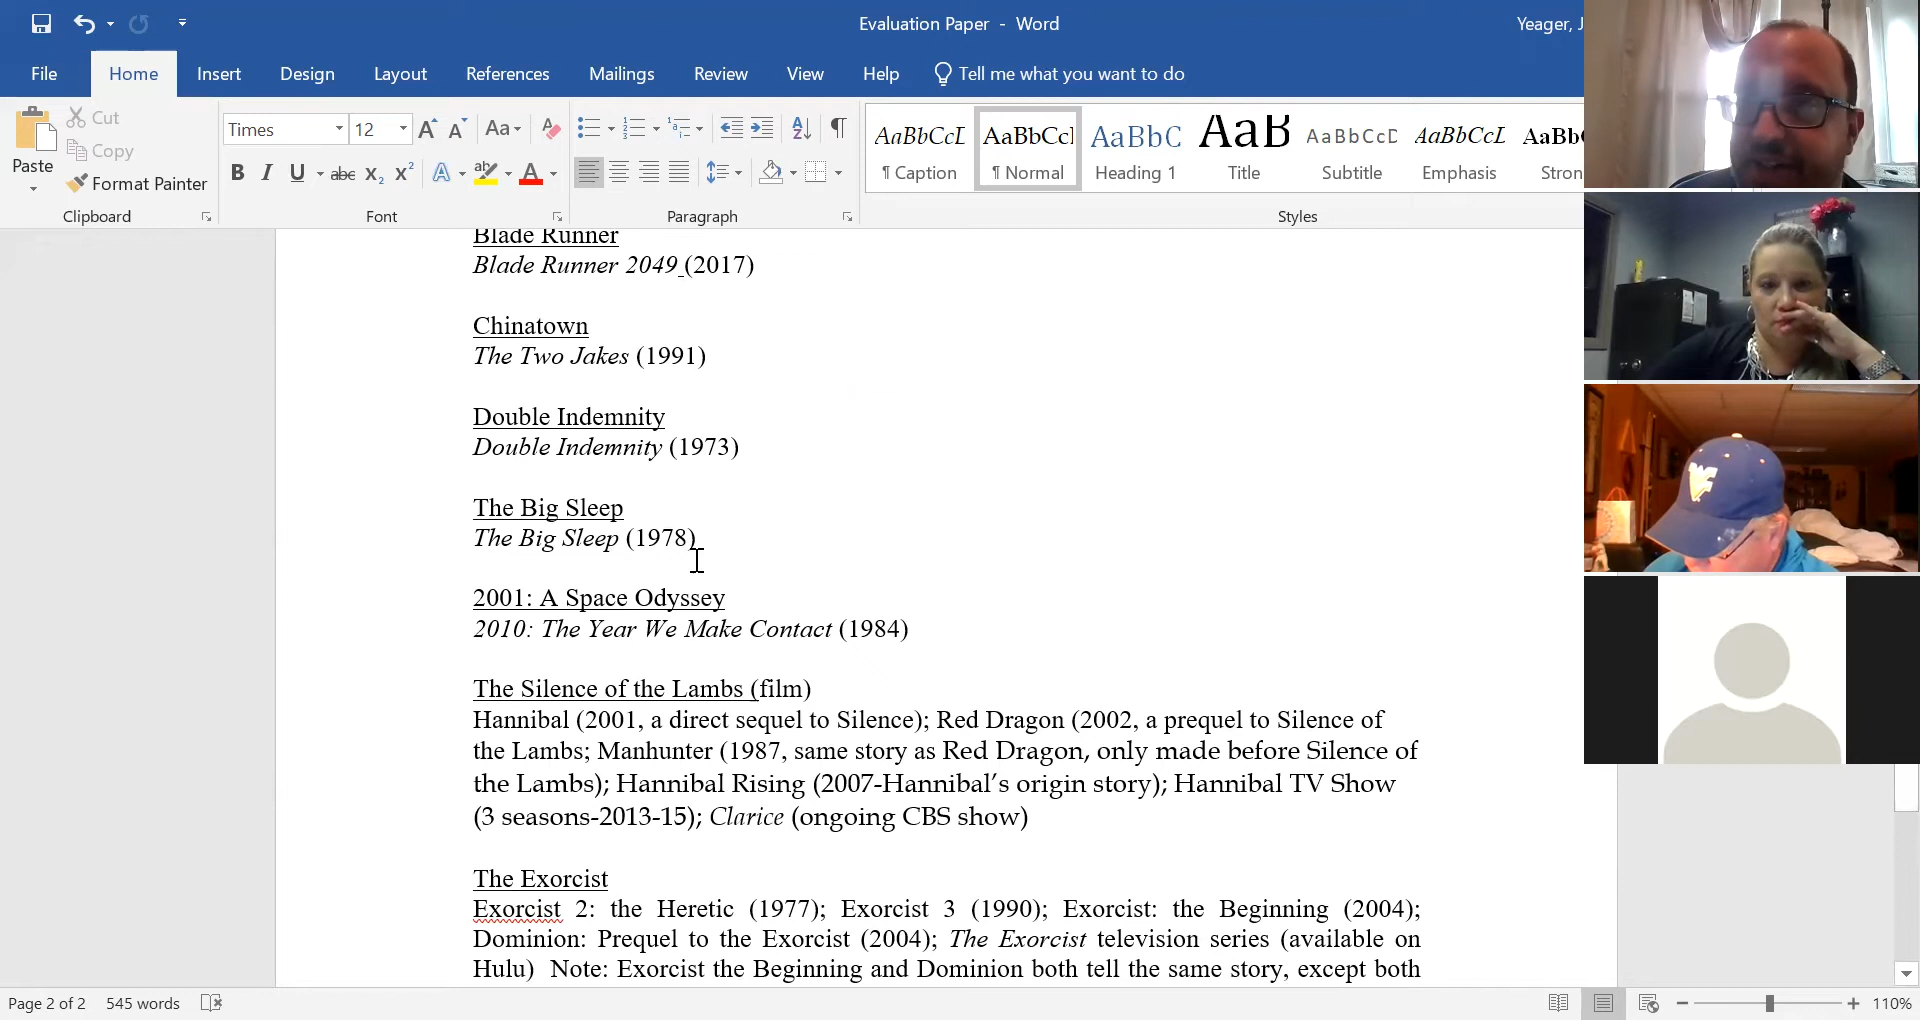 Evaluation Paper - Word
Yeager, J
File Home Insert Design Layout References Mailings Review View Help Tell me what you want to do
Paste
Cut
Copy
Format Painter
Clipboard
Times 12
Aa
B I U abc X₂ X² A ab A
Font
Paragraph
AaBbCcL AaBbCcI AaBbC AaB AaBbCcD AaBbCcL AaBb
¶ Caption ¶ Normal Heading 1 Title Subtitle Emphasis Stron
Styles
Blade Runner
Blade Runner 2049 (2017)
Chinatown
The Two Jakes (1991)
Double Indemnity
Double Indemnity (1973)
The Big Sleep
The Big Sleep (1978)
2001: A Space Odyssey
2010: The Year We Make Contact (1984)
The Silence of the Lambs (film)
Hannibal (2001, a direct sequel to Silence); Red Dragon (2002, a prequel to Silence of
the Lambs; Manhunter (1987, same story as Red Dragon, only made before Silence of
the Lambs); Hannibal Rising (2007-Hannibal’s origin story); Hannibal TV Show
(3 seasons-2013-15); Clarice (ongoing CBS show)
The Exorcist
Exorcist 2: the Heretic (1977); Exorcist 3 (1990); Exorcist: the Beginning (2004);
Dominion: Prequel to the Exorcist (2004); The Exorcist television series (available on
Hulu) Note: Exorcist the Beginning and Dominion both tell the same story, except both
Page 2 of 2 545 words
110%
WV